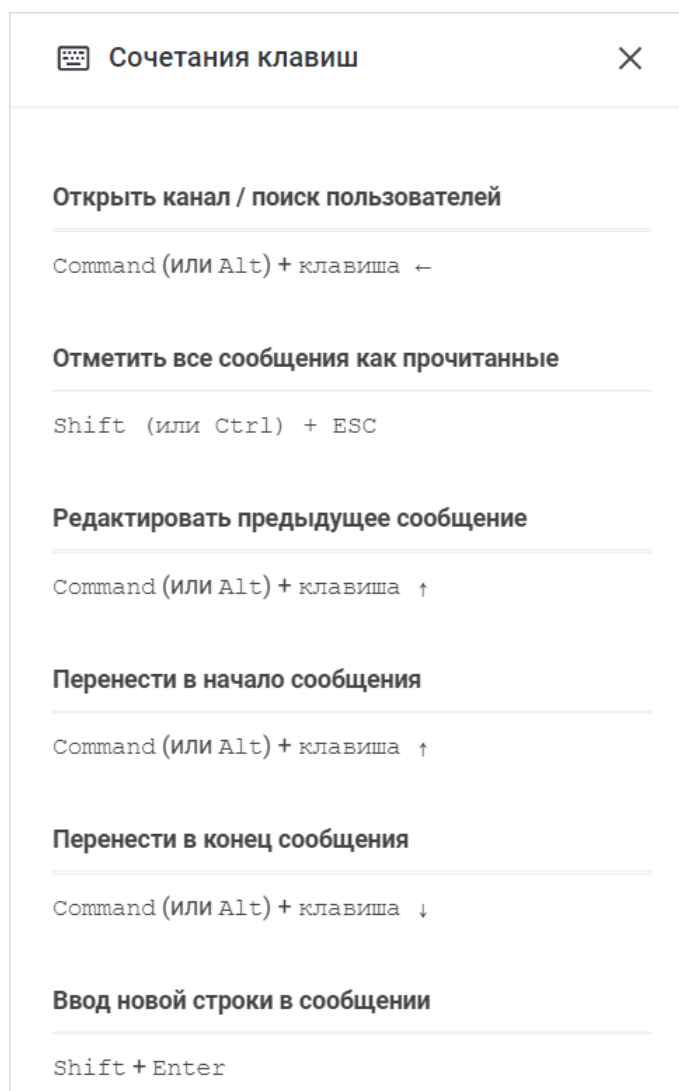 Сочетания клавиш
Открыть канал / поиск пользователей
Command (или Alt) + клавиша ←
Отметить все сообщения как прочитанные
Shift (или Ctrl) + ESC
Редактировать предыдущее сообщение
Command (или Alt) + клавиша ↑
Перенести в начало сообщения
Command (или Alt) + клавиша ↑
Перенести в конец сообщения
Command (или Alt) + клавиша ↓
Ввод новой строки в сообщении
Shift + Enter